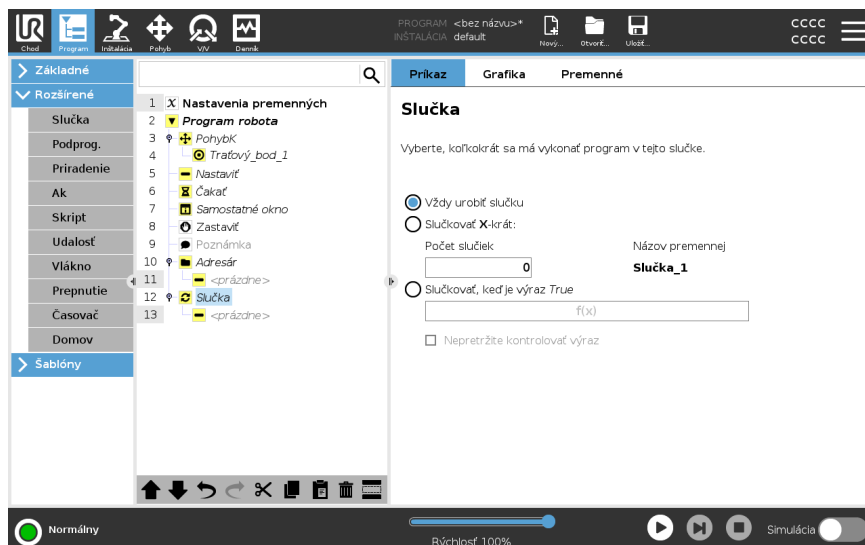 PROGRAM <bez názvu>*
INŠTALÁCIA default
CCCC
CCCC
Chod
Program
Inštalácia
Pohyb
V/V
Denník
Nový...
Otvoriť...
Uložiť...
Základné
Rozšírené
Slučka
Podprog.
Priradenie
Ak
Skript
Udalosť
Vlákno
Prepnutie
Časovač
Domov
Šablóny
1 X Nastavenia premenných
2 Program robota
3 PohybK
4 Traťový_bod_1
5 Nastaviť
6 Čakať
7 Samostatné okno
8 Zastaviť
9 Poznámka
10 Adresár
11 <prázdne>
12 Slučka
13 <prázdne>
Príkaz
Grafika
Premenné
Slučka
Vyberte, koľkokrát sa má vykonať program v tejto slučke.
Vždy urobiť slučku
Slučkovať X-krát:
Počet slučiek
Názov premennej
0
Slučka_1
Slučkovať, keď je výraz True
f(x)
Nepretržite kontrolovať výraz
Normálny
Rýchlosť 100%
Simulácia